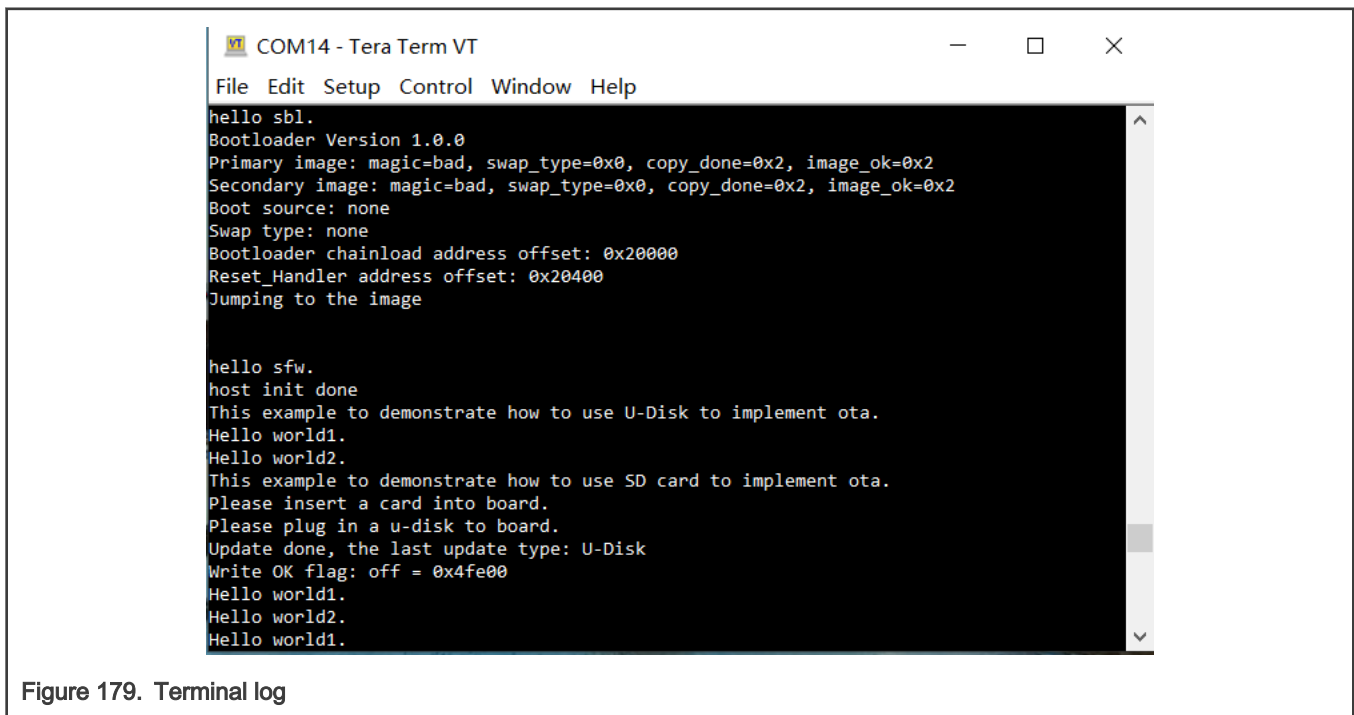 COM14 - Tera Term VT
File Edit Setup Control Window Help
hello sbl.
Bootloader Version 1.0.0
Primary image: magic=bad, swap_type=0x0, copy_done=0x2, image_ok=0x2
Secondary image: magic=bad, swap_type=0x0, copy_done=0x2, image_ok=0x2
Boot source: none
Swap type: none
Bootloader chainload address offset: 0x20000
Reset_Handler address offset: 0x20400
Jumping to the image
hello sfw.
host init done
This example to demonstrate how to use U-Disk to implement ota.
Hello world1.
Hello world2.
This example to demonstrate how to use SD card to implement ota.
Please insert a card into board.
Please plug in a u-disk to board.
Update done, the last update type: U-Disk
Write OK flag: off = 0x4fe00
Hello world1.
Hello world2.
Hello world1.
Figure 179. Terminal log